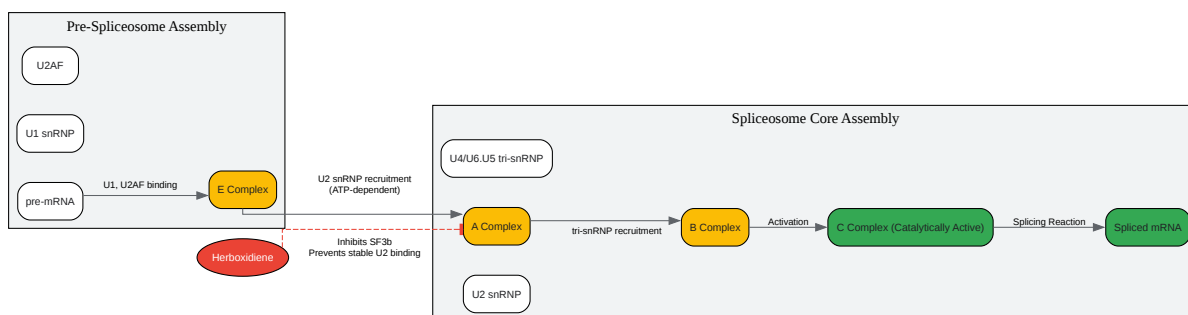 Pre-Spliceosome Assembly
U2AF
U1 snRNP
pre-mRNA
U1, U2AF binding
E Complex
Herboxidiene
U2 snRNP recruitment
(ATP-dependent)
Inhibits SF3b
Prevents stable U2 binding
Spliceosome Core Assembly
U4/U6.U5 tri-snRNP
A Complex
tri-snRNP recruitment
B Complex
Activation
C Complex (Catalytically Active)
Splicing Reaction
Spliced mRNA
U2 snRNP